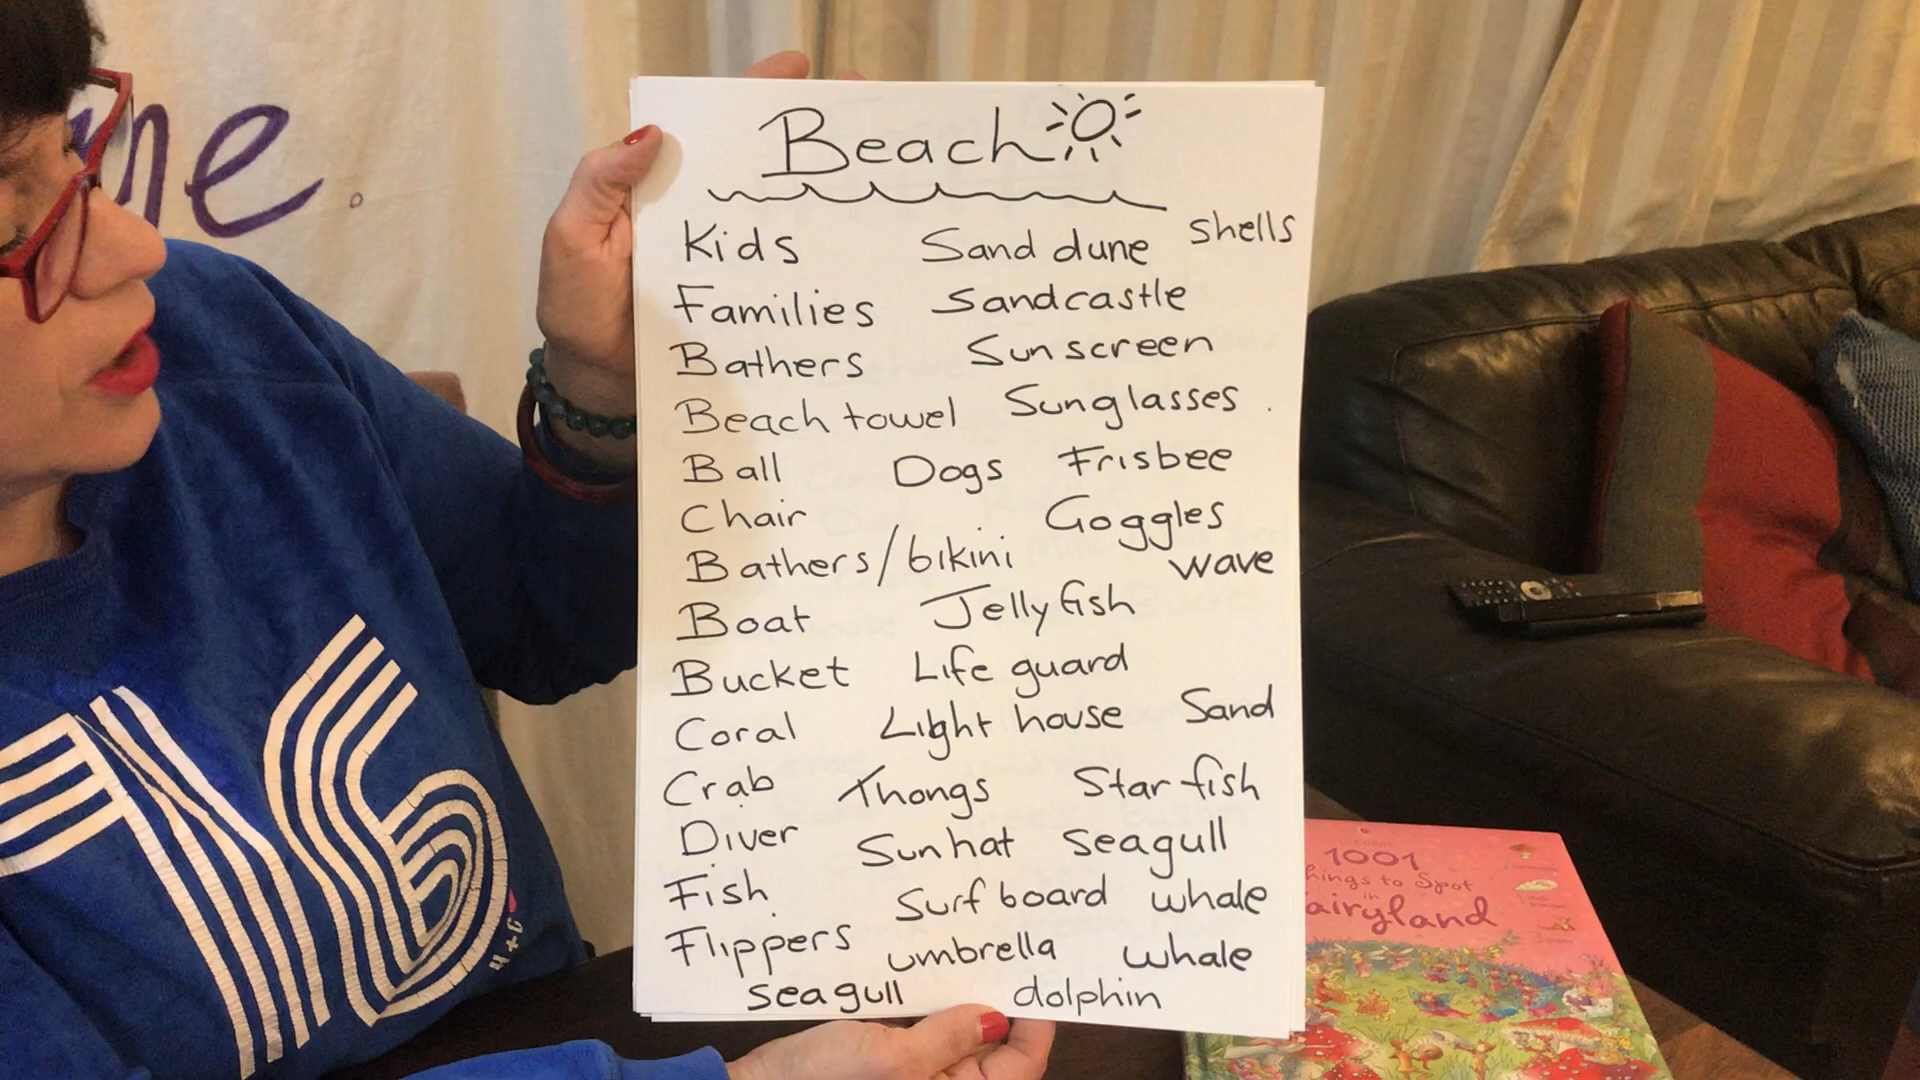 me.
Beach
Kids Sand dune shells
Families Sandcastle
Bathers Sunscreen
Beach towel Sunglasses .
Ball Dogs Frisbee
Chair Goggles
Bathers/bikini wave
Boat Jelly fish
Bucket Life guard
Coral Light house Sand
Crab Thongs Star fish
Diver Sunhat seagull
Fish Surf board whale
Flippers umbrella whale
seagull dolphin
76
H+G
1001
Things to Spot
in
Fairyland